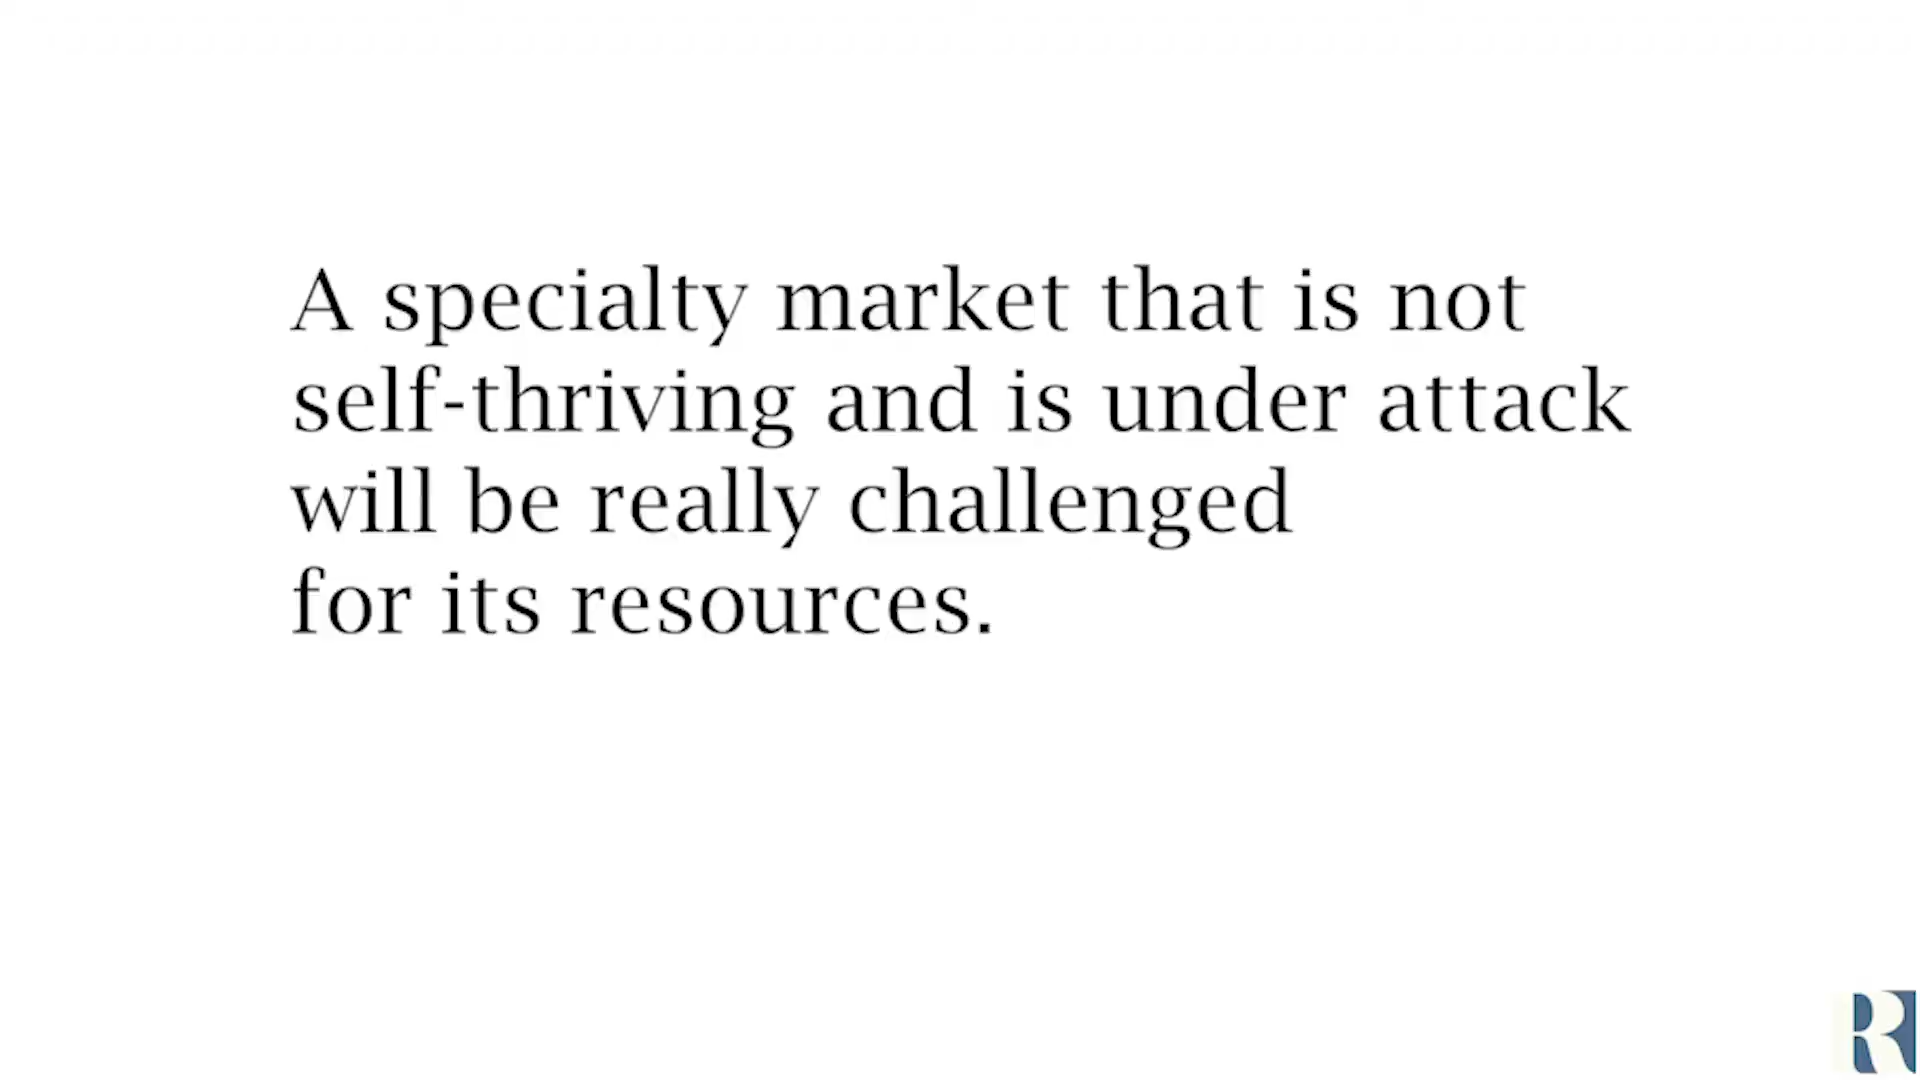 A specialty market that is not
self-thriving and is under attack
will be really challenged
for its resources.
R